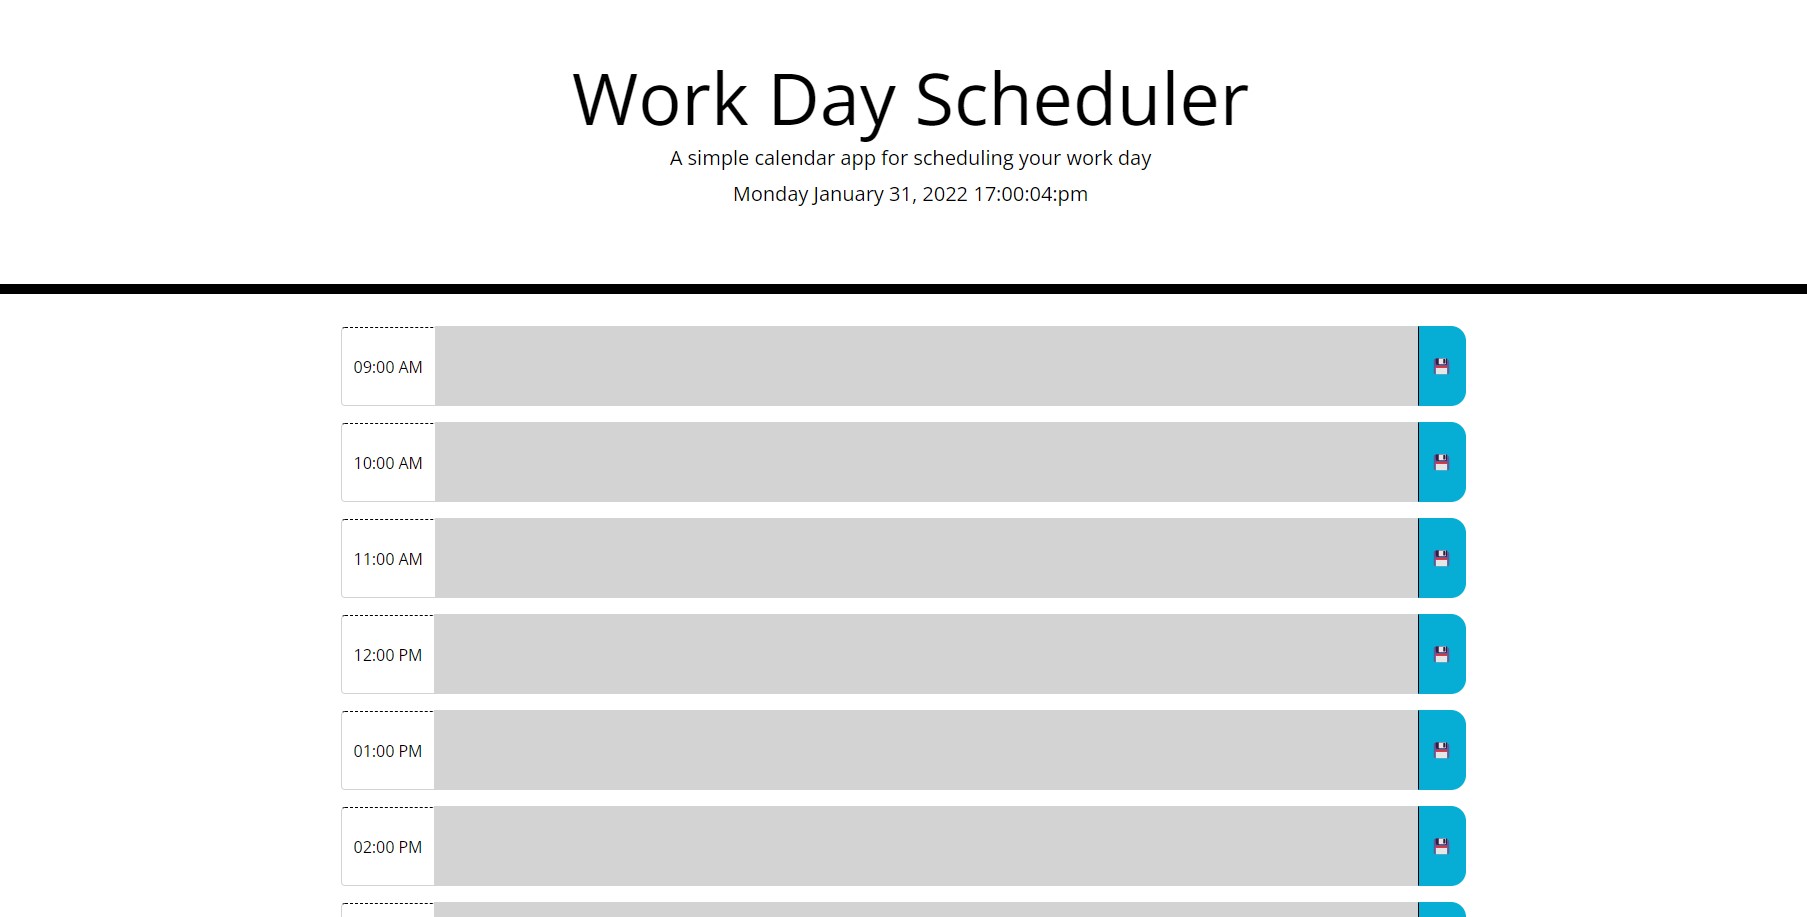 Work Day Scheduler
A simple calendar app for scheduling your work day
Monday January 31, 2022 17:00:04:pm
09:00 AM
10:00 AM
11:00 AM
12:00 PM
01:00 PM
02:00 PM